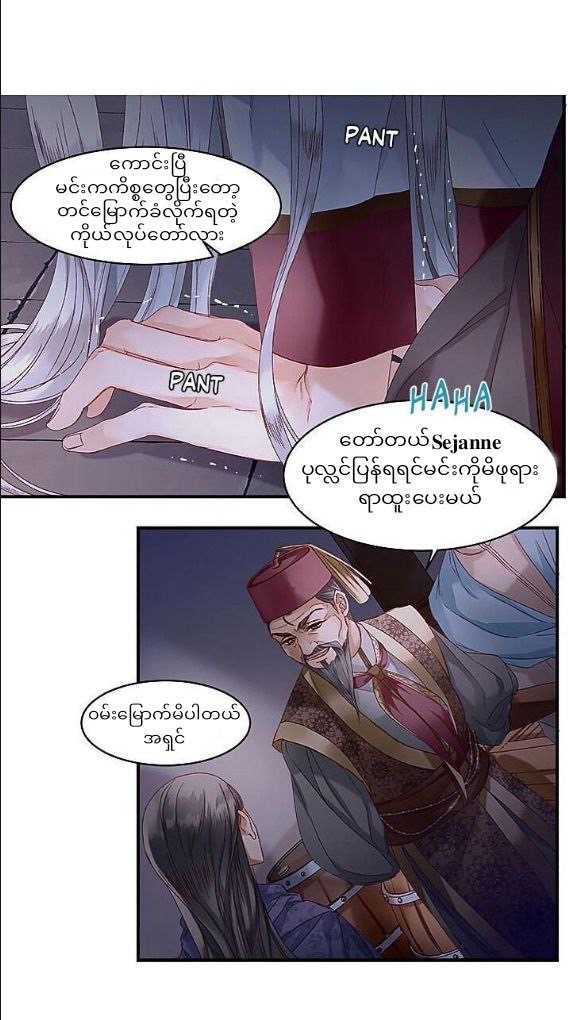 PANT
ကောင်းပြီ
မင်းကကိစ္စတွေပြီးတော့
တင်မြှောက်ခံလိုက်ရတဲ့
ကိုယ်လုပ်တော်လား
PANT
HAHA
တော်တယ်Sejanne
ပုလ္လင်ပြန်ရရင်မင်းကိုမိဖုရား
ရာထူးပေးမယ်
ဝမ်းမြောက်မိပါတယ်
အရှင်